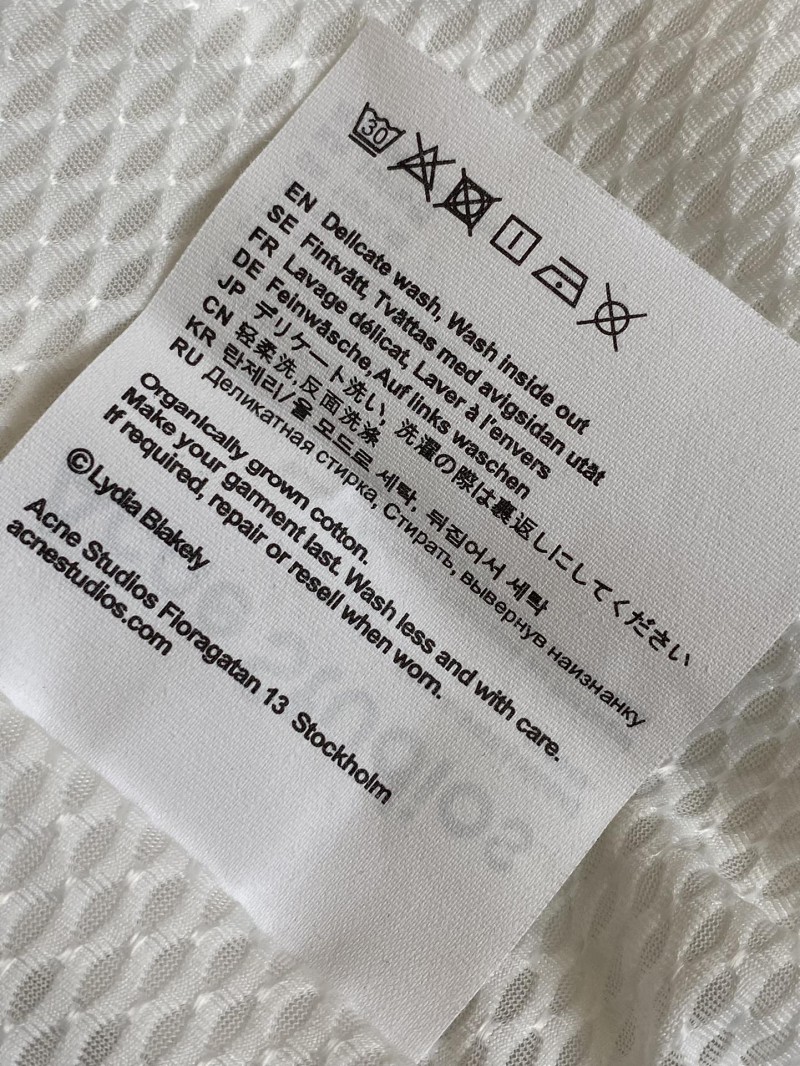 30
EN Delicate wash, Wash inside out
SE Fintvätt, Tvättas med avigsidan utåt
FR Lavage délicat, Laver à l'envers
DE Feinwäsche, Auf links waschen
JP デリケート洗い, 洗濯の際は裏返しにしてください
CN 轻柔洗,反面洗涤
KR 란제리/울 모드로 세탁, 뒤집어서 세탁
RU Деликатная стирка, Стирать, вывернув наизнанку
Organically grown cotton.
Make your garment last. Wash less and with care.
If required, repair or resell when worn.
©Lydia Blakely
Acne Studios Floragatan 13 Stockholm
acnestudios.com